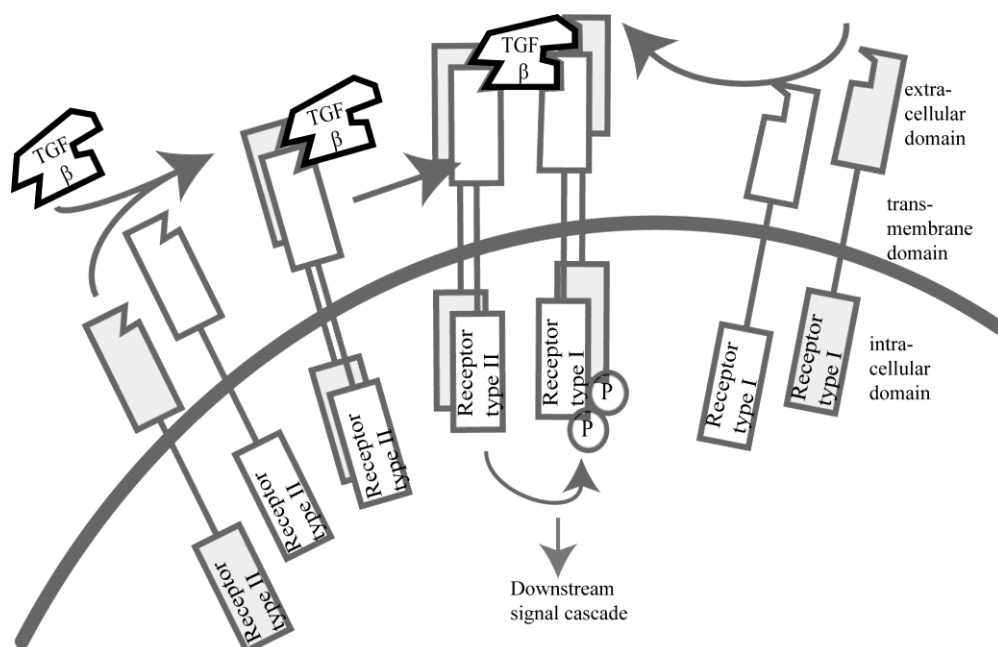 TGF
β
TGF
β
TGF
β
extra-
cellular
domain
trans-
membrane
domain
intra-
cellular
domain
Receptor
type II
Receptor
type II
Receptor
type II
Receptor
type II
Receptor
type I
P
P
Receptor
type I
Receptor
type I
Downstream
signal cascade